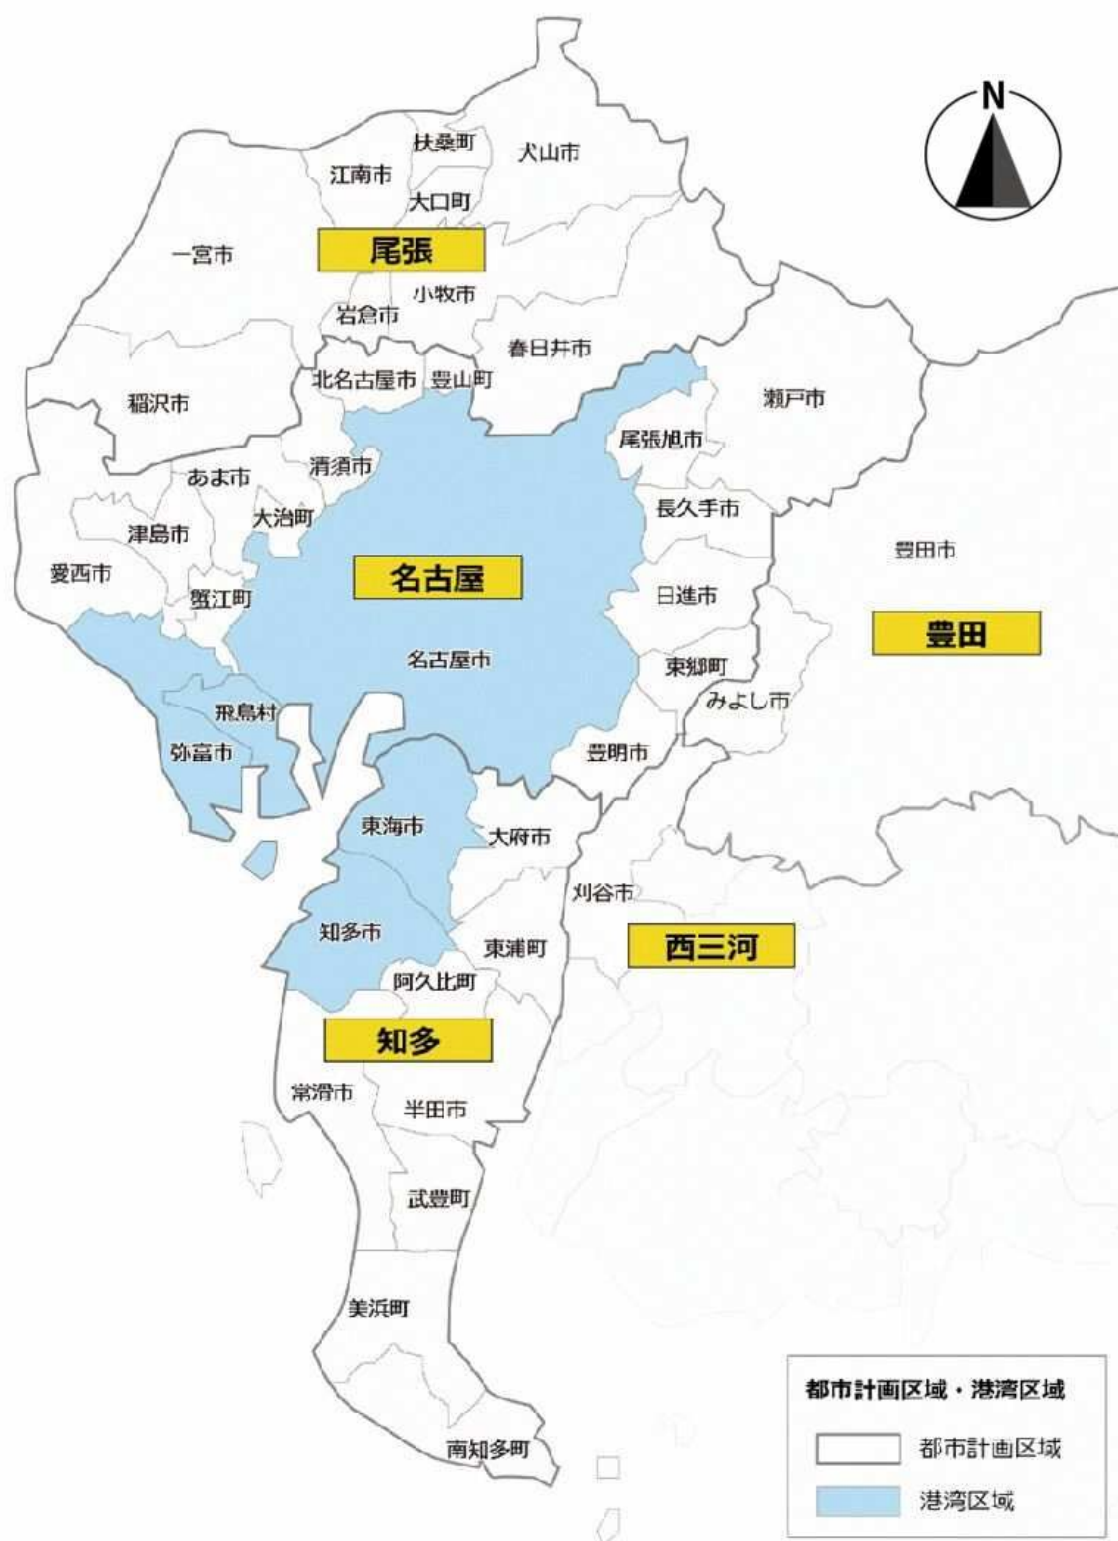 N
扶桑町
犬山市
江南市
大口町
一宮市
尾張
小牧市
岩倉市
春日井市
北名古屋市
豊山町
瀬戸市
稲沢市
尾張旭市
清須市
あま市
長久手市
大治町
津島市
豊田市
愛西市
名古屋
蟹江町
日進市
豊田
名古屋市
東郷町
みよし市
飛島村
弥富市
豊明市
東海市
大府市
刈谷市
知多市
東浦町
西三河
阿久比町
知多
常滑市
半田市
武豊町
美浜町
南知多町
都市計画区域・港湾区域
都市計画区域
港湾区域